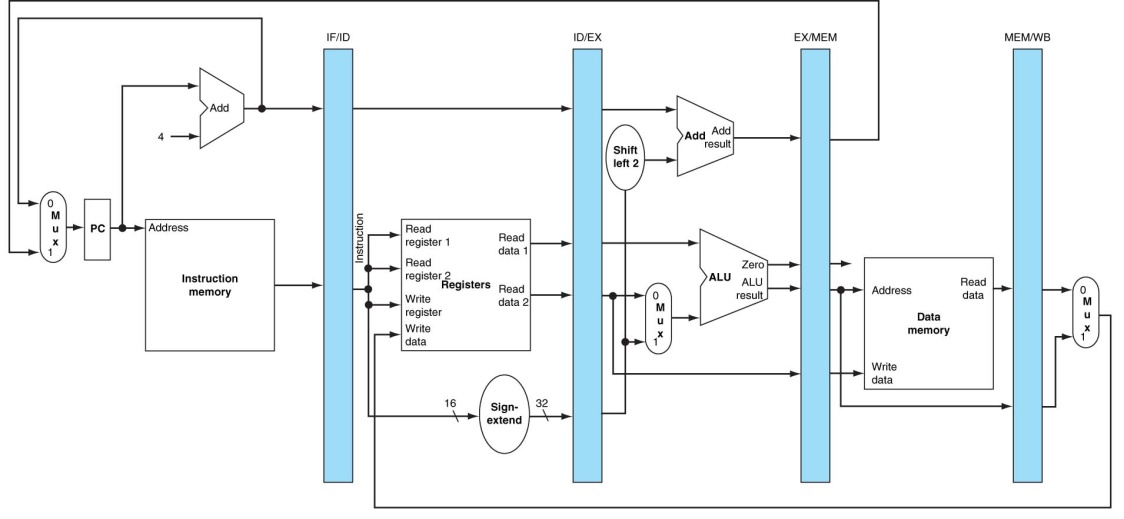 IF/ID
ID/EX
EX/MEM
MEM/WB
Add
4
Add
Add
result
Shift
left 2
0
M
u
x
1
PC
Address
Instruction
memory
Instruction
Read
register 1
Read
register 2
Registers
Write
register
Write
data
Read
data 1
Read
data 2
0
M
u
x
1
Zero
ALU
ALU
result
Address
Read
data
Data
memory
Write
data
0
M
u
x
1
16
Sign-
extend
32